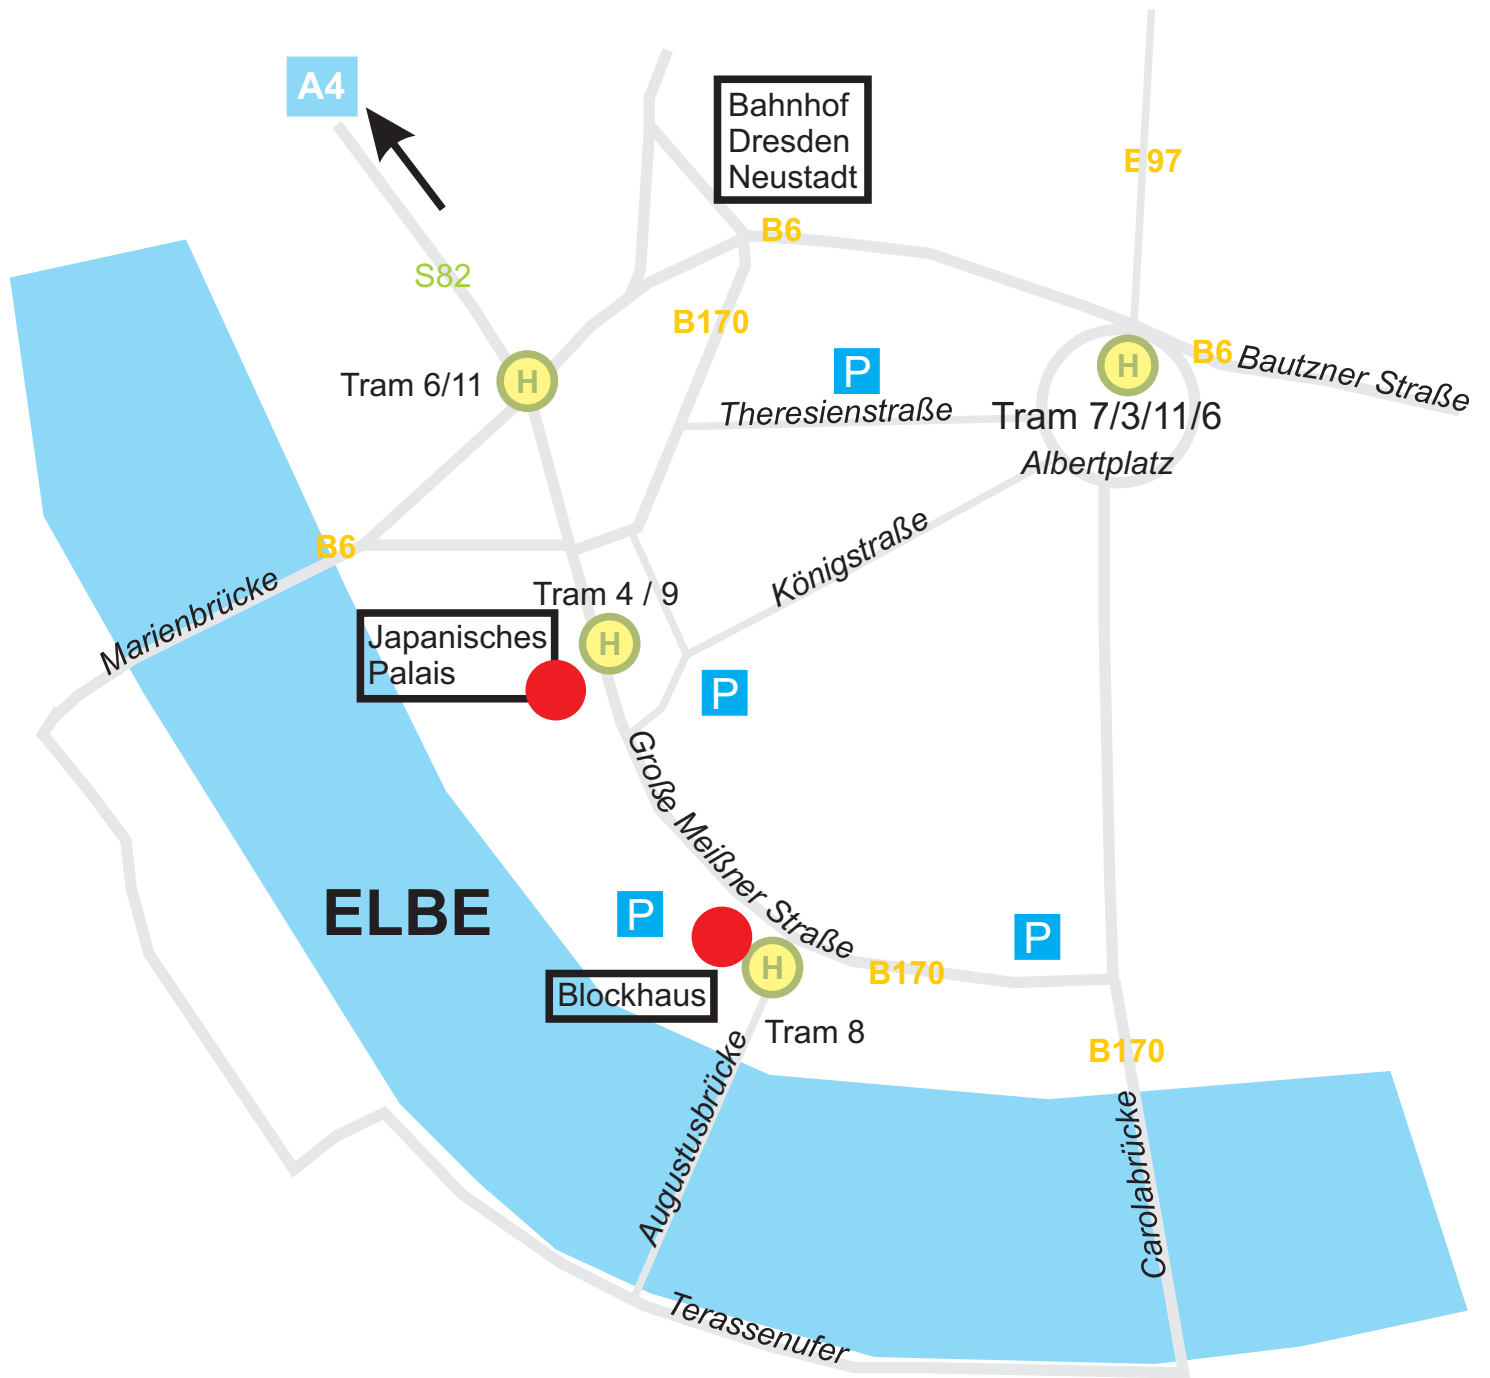 A4
Bahnhof
Dresden
Neustadt
B97
B6
S82
B170
B6
Bautzner Straße
P
H
Tram 6/11
H
Theresienstraße
Tram 7/3/11/6
Albertplatz
B6
Königstraße
Marienbrücke
Tram 4 / 9
Japanisches
Palais
H
P
Große Meißner Straße
ELBE
P
P
H
B170
Blockhaus
Tram 8
B170
Augustusbrücke
Carolabrücke
Terassenufer